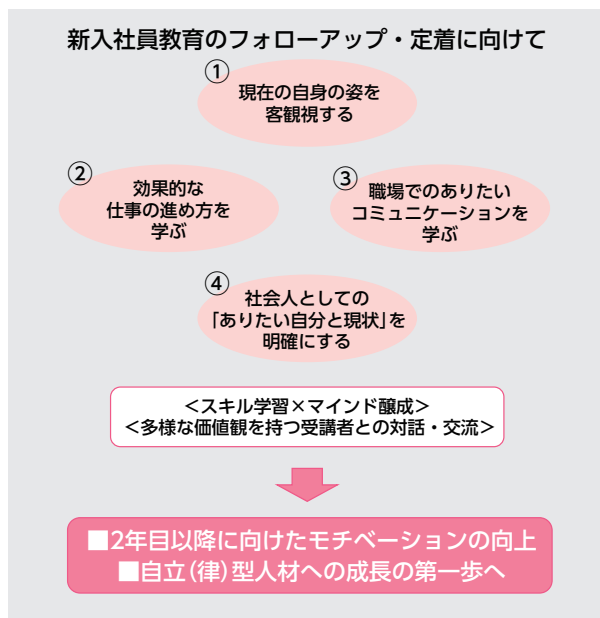 新入社員教育のフォローアップ・定着に向けて
①
現在の自身の姿を
客観視する
②
効果的な
仕事の進め方を
学ぶ
③
職場でのありたい
コミュニケーションを
学ぶ
④
社会人としての
「ありたい自分と現状」を
明確にする
＜スキル学習×マインド醸成＞
＜多様な価値観を持つ受講者との対話・交流＞
■2年目以降に向けたモチベーションの向上
■自立（律）型人材への成長の第一歩へ